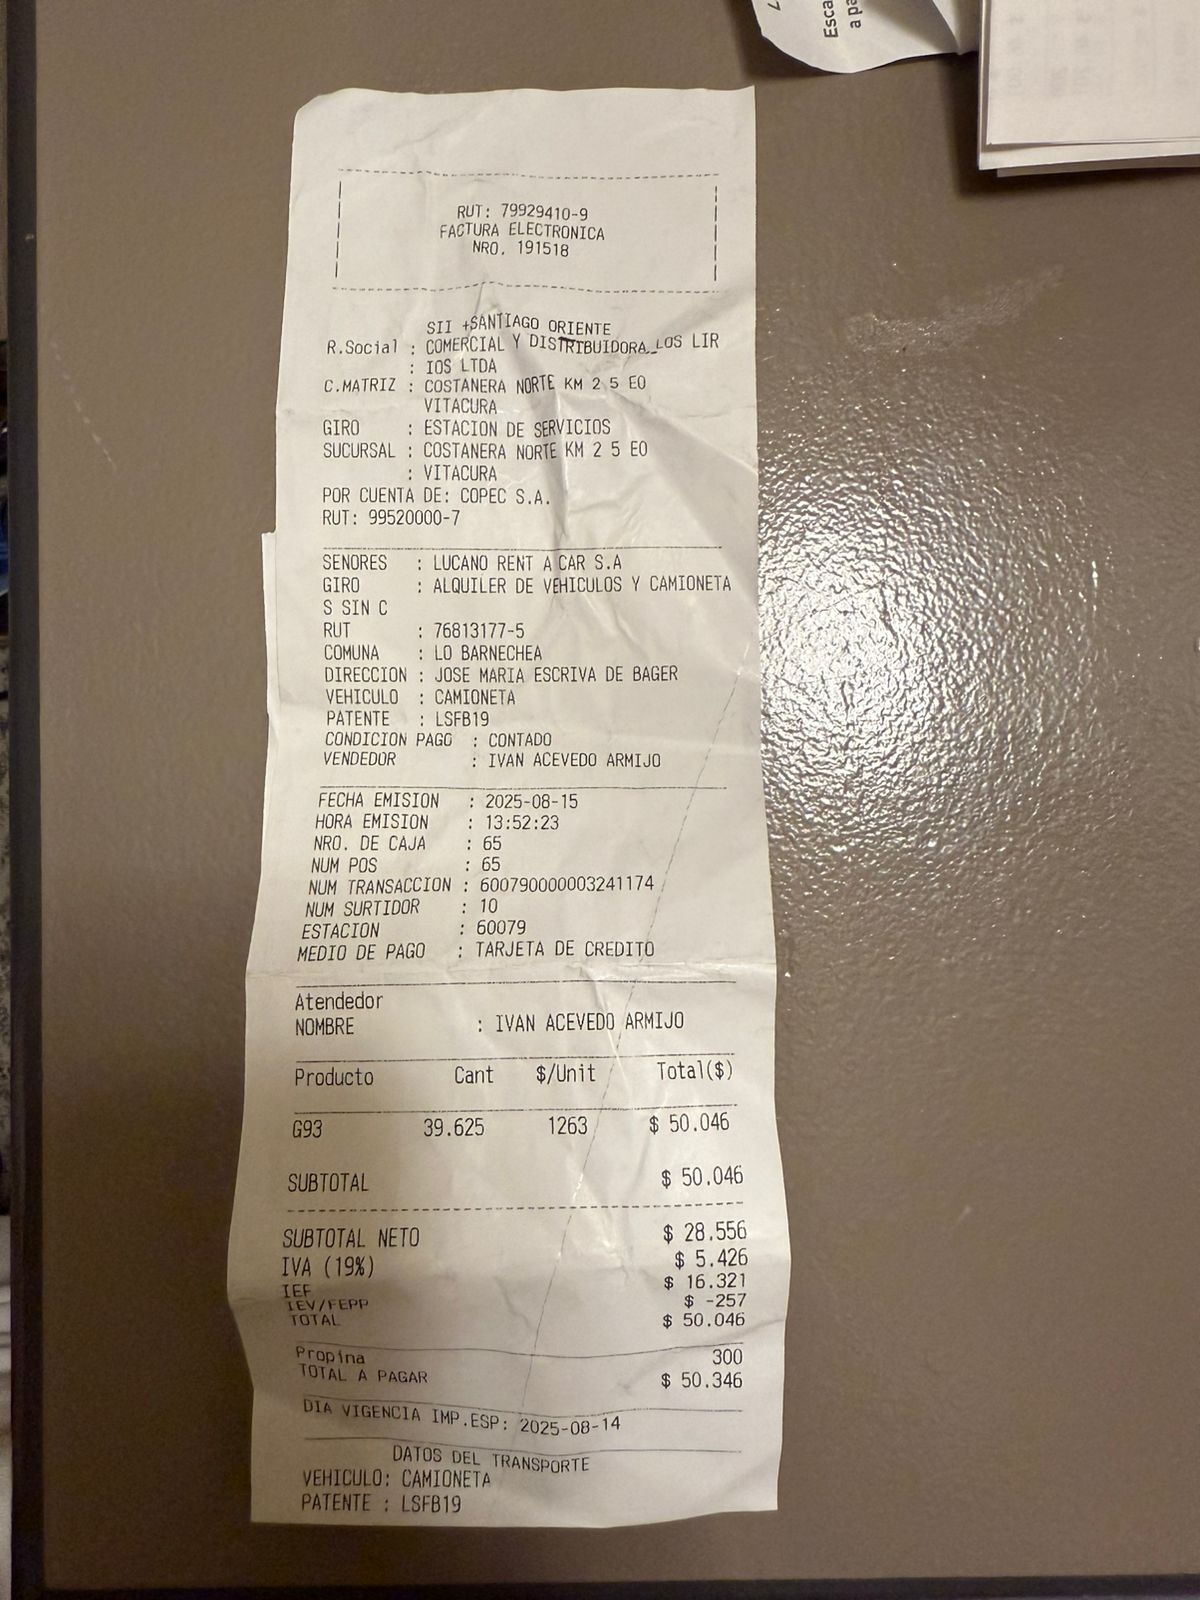 Esca
a pa
RUT: 79929410-9
FACTURA ELECTRONICA
NRO. 191518
SII +SANTIAGO ORIENTE
R.Social : COMERCIAL Y DISTRIBUIDORA LOS LIR
: IOS LTDA
C.MATRIZ : COSTANERA NORTE KM 2 5 EO
VITACURA
GIRO : ESTACION DE SERVICIOS
SUCURSAL : COSTANERA NORTE KM 2 5 EO
: VITACURA
POR CUENTA DE: COPEC S.A.
RUT: 99520000-7
SENORES : LUCANO RENT A CAR S.A
GIRO : ALQUILER DE VEHICULOS Y CAMIONETA
S SIN C
RUT : 76813177-5
COMUNA : LO BARNECHEA
DIRECCION : JOSE MARIA ESCRIVA DE BAGER
VEHICULO : CAMIONETA
PATENTE : LSFB19
CONDICION PAGO : CONTADO
VENDEDOR : IVAN ACEVEDO ARMIJO
FECHA EMISION : 2025-08-15
HORA EMISION : 13:52:23
NRO. DE CAJA : 65
NUM POS : 65
NUM TRANSACCION : 600790000003241174
NUM SURTIDOR : 10
ESTACION : 60079
MEDIO DE PAGO : TARJETA DE CREDITO
Atendedor
NOMBRE : IVAN ACEVEDO ARMIJO
Producto Cant $/Unit Total($)
G93 39.625 1263 $ 50.046
SUBTOTAL $ 50.046
SUBTOTAL NETO $ 28.556
IVA (19%) $ 5.426
IEF $ 16.321
IEV/FEPP $ -257
TOTAL $ 50.046
Propina 300
TOTAL A PAGAR $ 50.346
DIA VIGENCIA IMP.ESP: 2025-08-14
DATOS DEL TRANSPORTE
VEHICULO: CAMIONETA
PATENTE : LSFB19